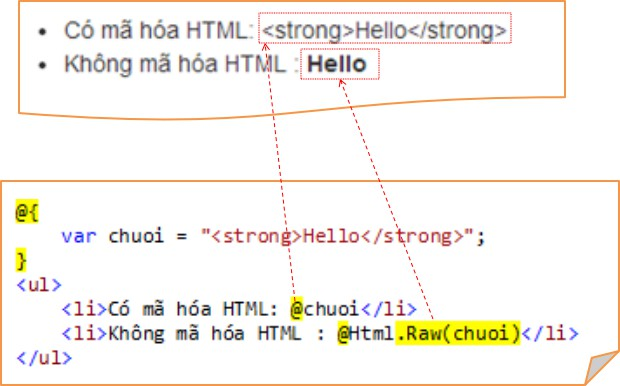 • Có mã hóa HTML: <strong>Hello</strong>
• Không mã hóa HTML : Hello
@{
var chuoi = "<strong>Hello</strong>";
}
<ul>
<li>Có mã hóa HTML: @chuoi</li>
<li>Không mã hóa HTML : @Html.Raw(chuoi)</li>
</ul>